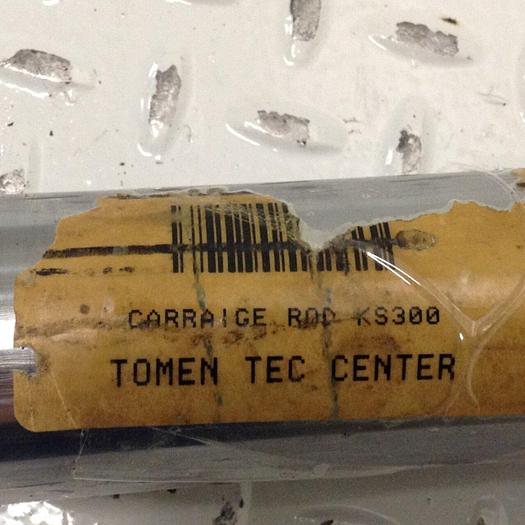 CARRAIGE ROD KS300
TOMEN TEC CENTER